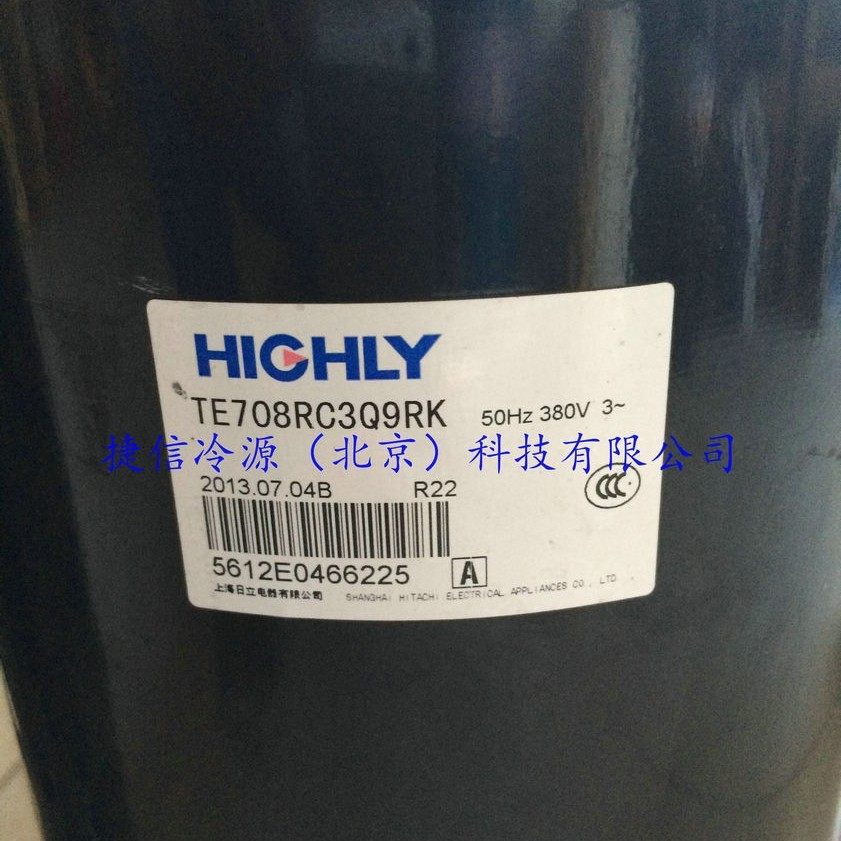 HIGHLY
TE708RC3Q9RK 50Hz 380V 3~
捷信冷源（北京）科技有限公司
2013.07.04B R22
CCC
5612E0466225 A
上海日立电器有限公司 SHANGHAI HITACHI ELECTRICAL APPLIANCES CO., LTD.